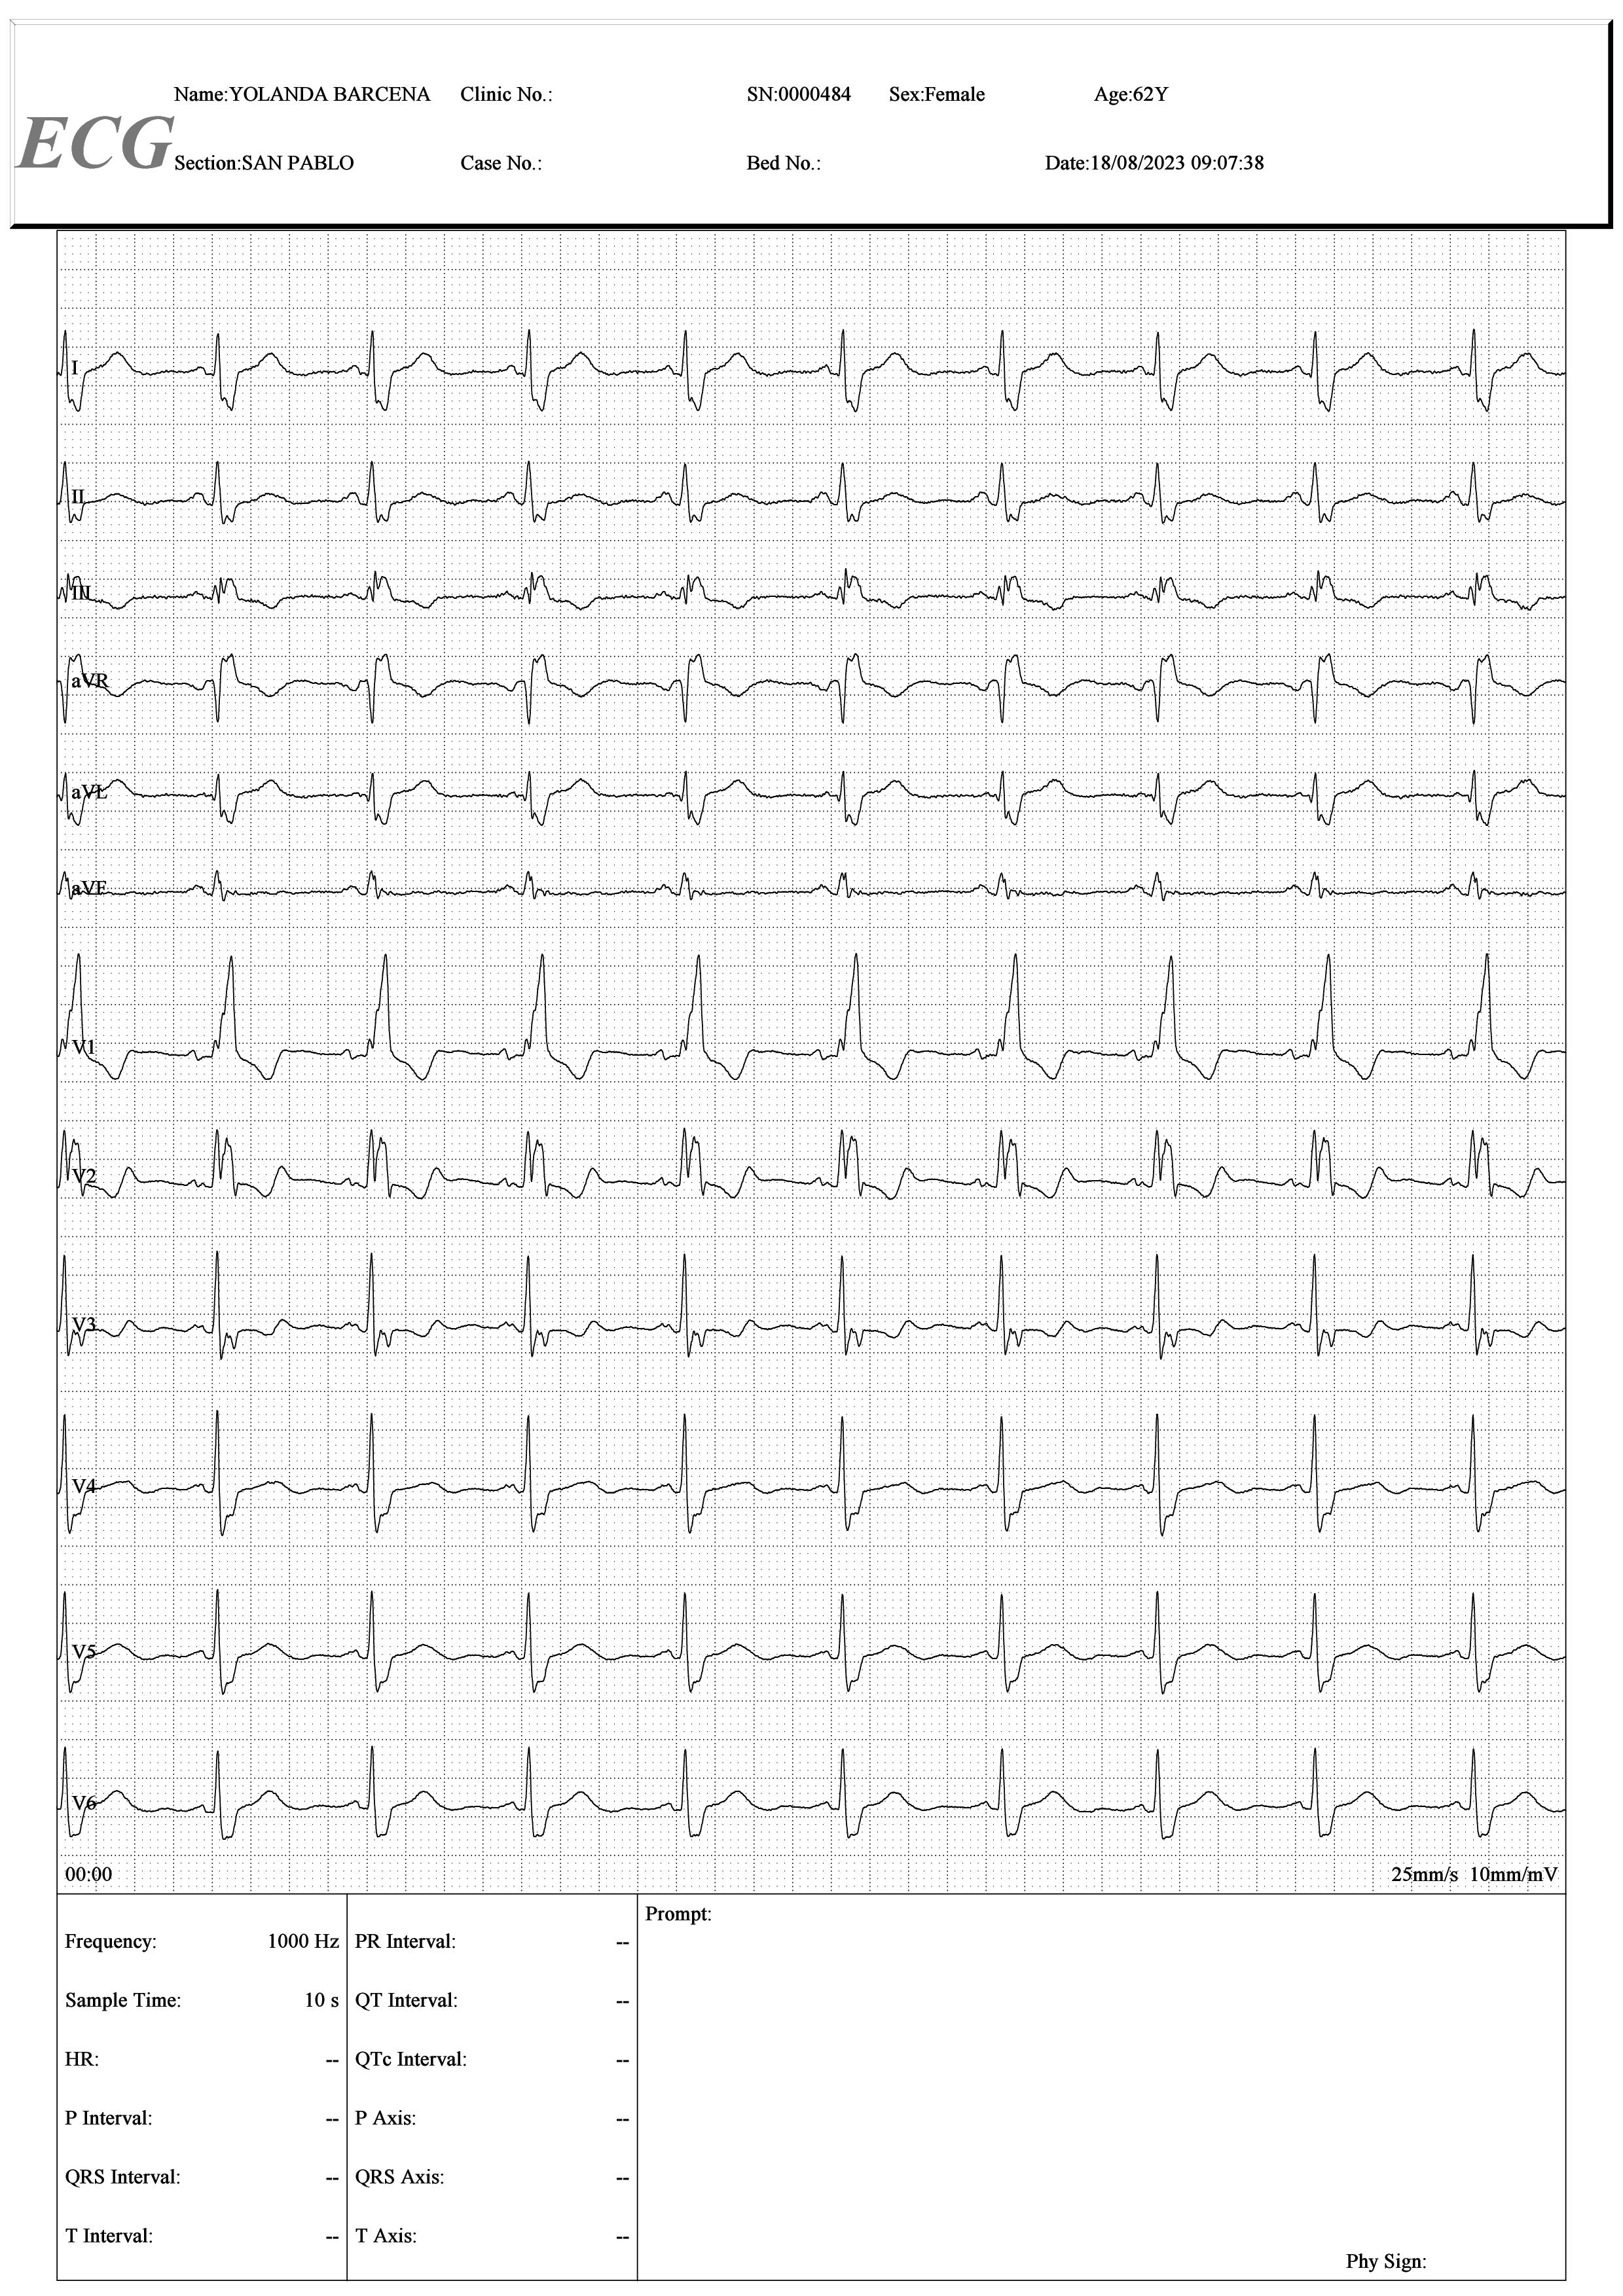 Name:YOLANDA BARCENA Clinic No.: SN:0000484 Sex:Female Age:62Y
ECG
Section:SAN PABLO Case No.: Bed No.: Date:18/08/2023 09:07:38
I
II
III
aVR
aVL
aVF
V1
V2
V3
V4
V5
V6
00:00 25mm/s 10mm/mV
Prompt:
Frequency: 1000 Hz PR Interval: --
Sample Time: 10 s QT Interval: --
HR: -- QTc Interval: --
P Interval: -- P Axis: --
QRS Interval: -- QRS Axis: --
T Interval: -- T Axis: --
Phy Sign: